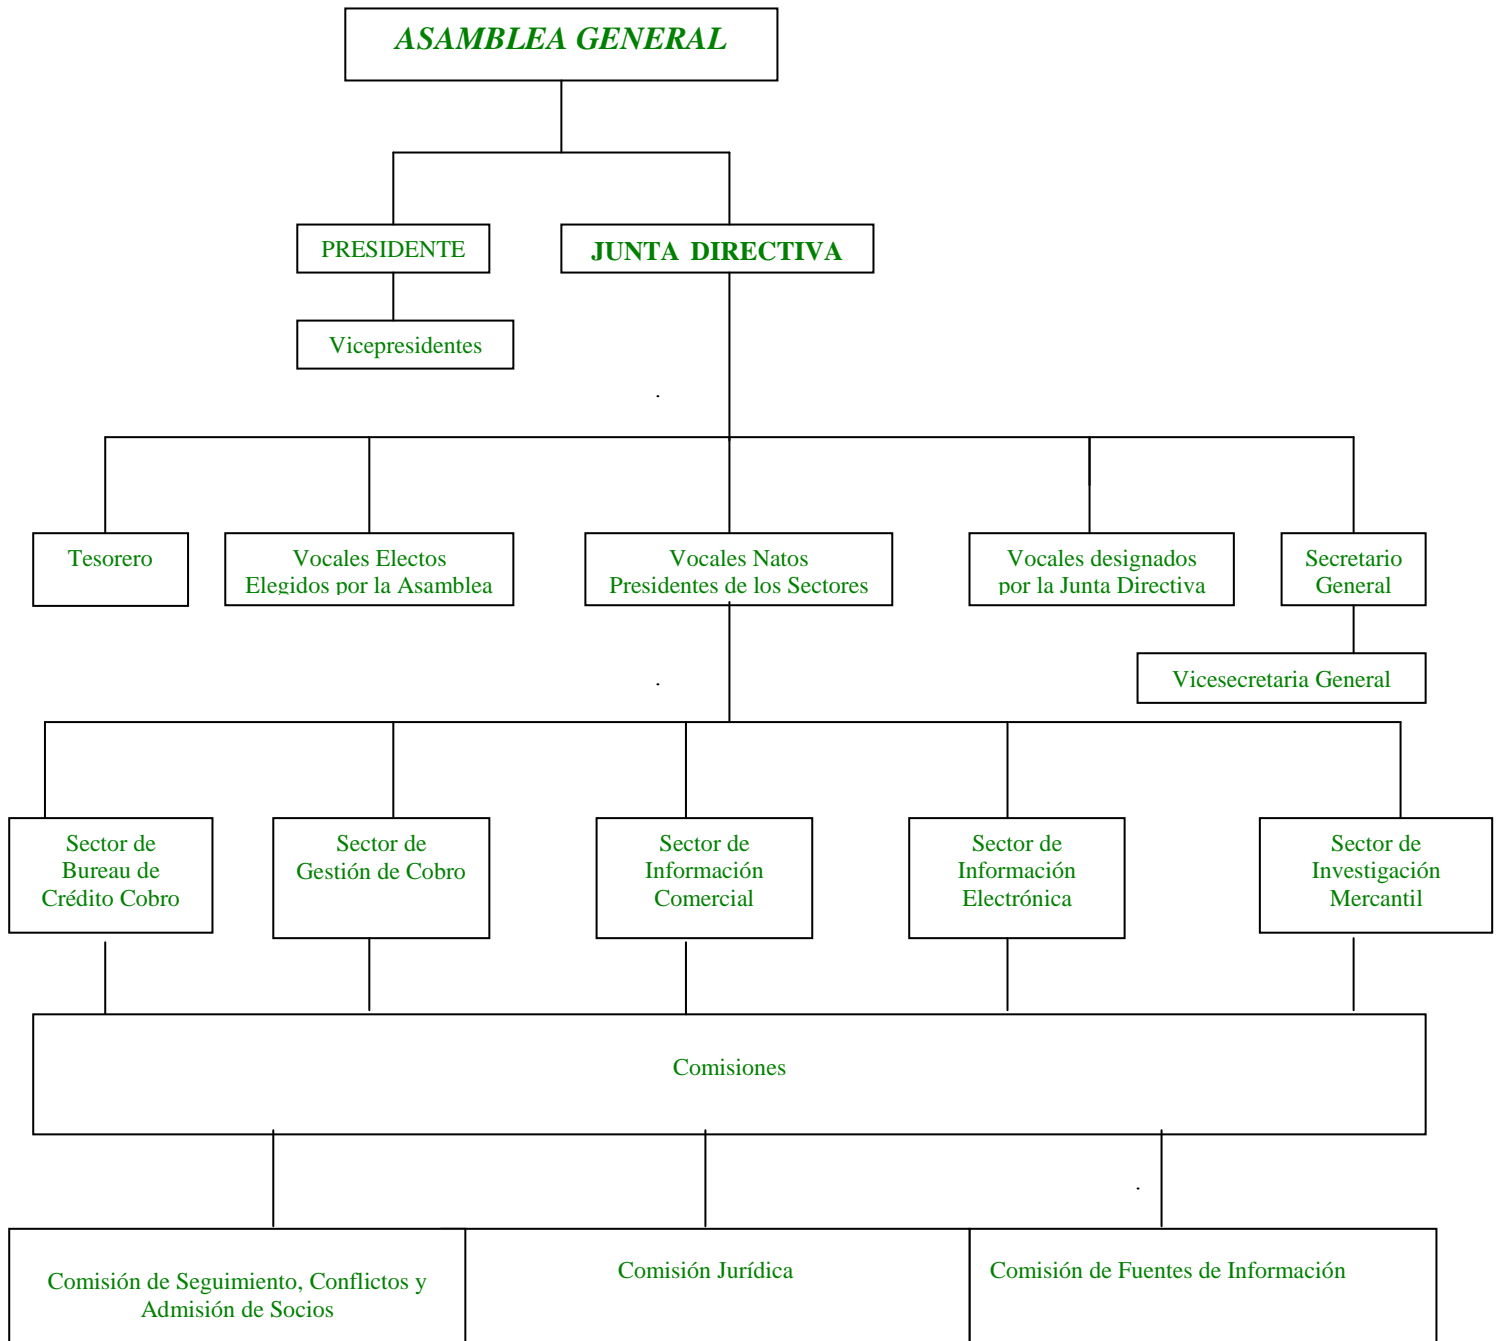 ASAMBLEA GENERAL
PRESIDENTE
JUNTA DIRECTIVA
Vicepresidentes
Tesorero
Vocales Electos
Elegidos por la Asamblea
Vocales Natos
Presidentes de los Sectores
Vocales designados
por la Junta Directiva
Secretario
General
Vicesecretaria General
Sector de
Bureau de
Crédito Cobro
Sector de
Gestión de Cobro
Sector de
Información
Comercial
Sector de
Información
Electrónica
Sector de
Investigación
Mercantil
Comisiones
Comisión de Seguimiento, Conflictos y
Admisión de Socios
Comisión Jurídica
Comisión de Fuentes de Información